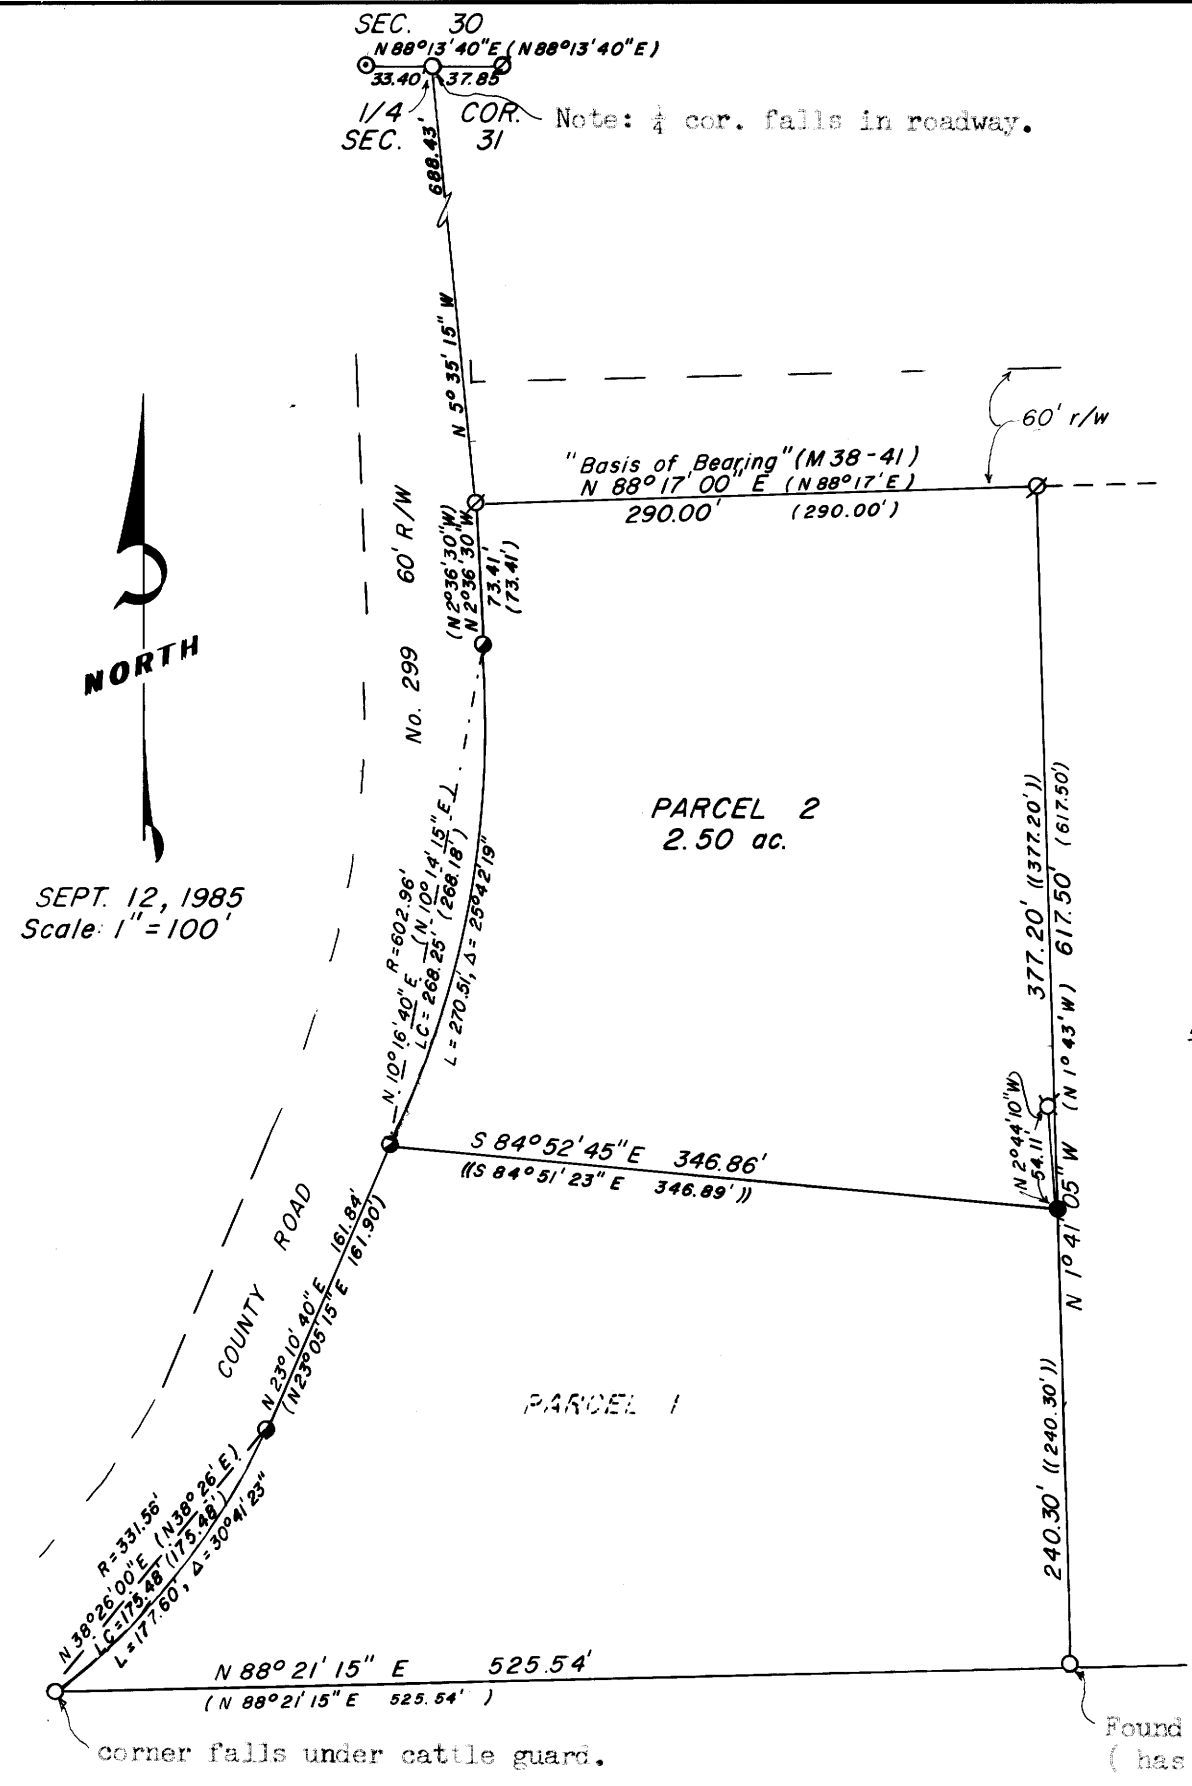 SEC. 30
N 88°13'40" E (N 88°13'40" E)
33.40' 37.85
1/4 COR.
SEC. 31
Note: ¼ cor. falls in roadway.
688.43'
N 5° 35' 15" W
60' r/w
"Basis of Bearing" (M 38-41)
N 88° 17' 00" E (N 88°17' E)
290.00' (290.00')
(N 2°36'30" W)
N 2°36'30" W
73.41'
(73.41')
60' R/W
No. 299
COUNTY ROAD
NORTH
SEPT. 12, 1985
Scale: 1" = 100'
PARCEL 2
2.50 ac.
377.20' ((377.20'))
N 1° 41' 05" W (N 1° 43' W) 617.50' (617.50')
R=602.96'
N 10° 16' 40" E (N 10° 14' 15" E)
LC = 268.25' (268.18')
L = 270.51', Δ = 25°42'19"
(N 2°44'10" W)
54.11'
S 84°52'45" E 346.86'
((S 84°51'23" E 346.89'))
N 23° 10' 40" E 161.84'
(N 23° 05' 15" E 161.90')
PARCEL 1
240.30' ((240.30'))
R=331.56'
N 38°26'00" E (N 38° 26' E)
LC=175.48' (175.48')
L=177.60', Δ=30°41'23"
N 88° 21' 15" E 525.54'
(N 88°21'15" E 525.54')
corner falls under cattle guard.
Found
( has